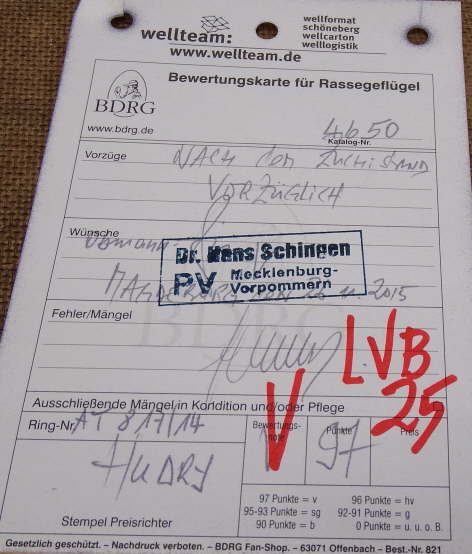 wellteam:
wellformat
schöneberg
wellcarton
welllogistik
www.wellteam.de
BDRG
Bewertungskarte für Rassegeflügel
www.bdrg.de
4650
Katalog-Nr.
Vorzüge
NACH dem Zuchtstand
VORZÜGLICH
Wünsche
Obmann
Dr. Hans Schingen
PV Mecklenburg-
Vorpommern
MAGDEBURG 2015
Fehler/Mängel
BDRG
LVB
25
Ausschließende Mängel in Kondition und/oder Pflege
Ring-Nr. AT 817/14
Bewertungs-
note
V
Punkte
97
Preis
HUDRY
Stempel Preisrichter
97 Punkte = v 96 Punkte = hv
95-93 Punkte = sg 92-91 Punkte = g
90 Punkte = b 0 Punkte = u, u, o. B.
Gesetzlich geschützt. – Nachdruck verboten. – BDRG Fan-Shop. – 63071 Offenbach – Best.-Nr. 821